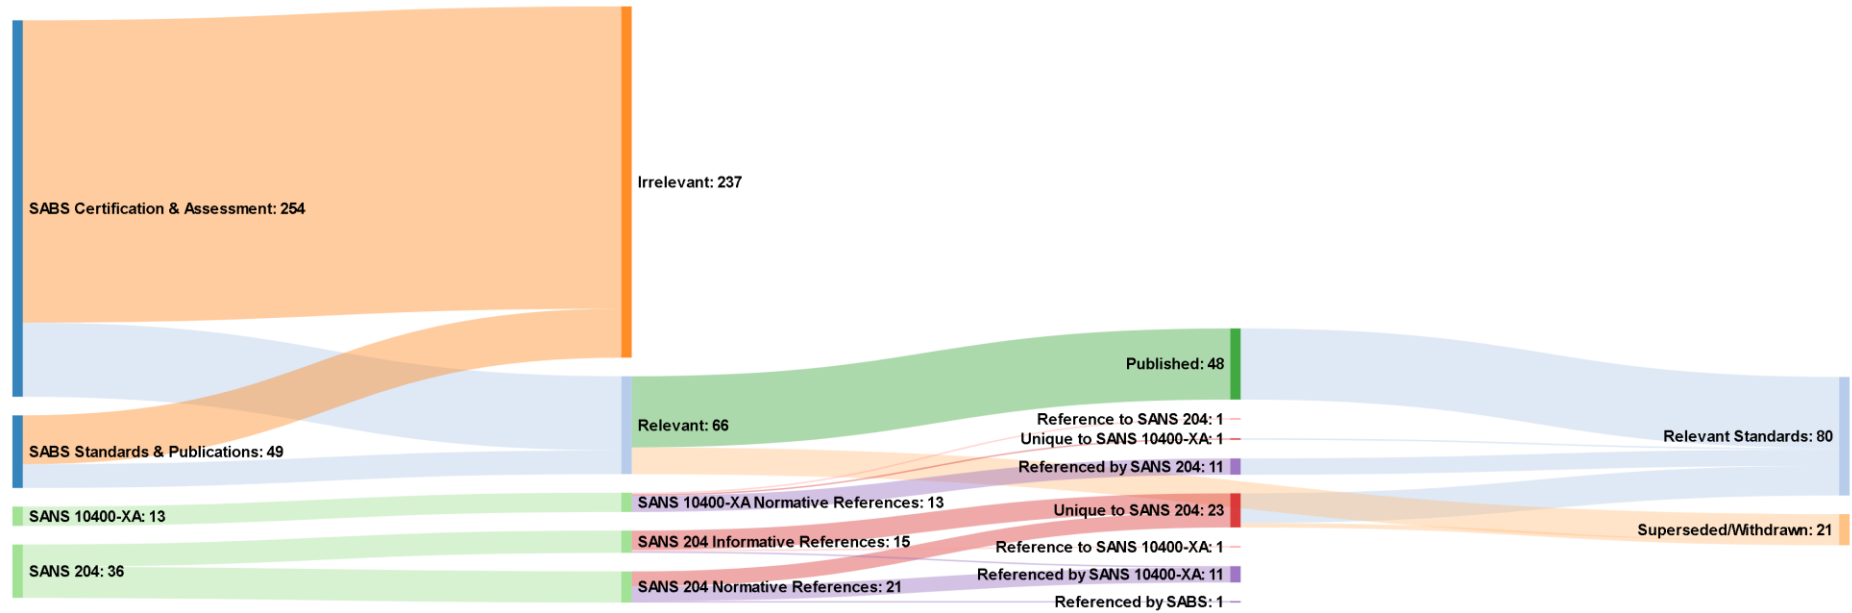 SABS Certification & Assessment: 254
SABS Standards & Publications: 49
SANS 10400-XA: 13
SANS 204: 36
Irrelevant: 237
Relevant: 66
SANS 10400-XA Normative References: 13
SANS 204 Informative References: 15
SANS 204 Normative References: 21
Published: 48
Reference to SANS 204: 1
Unique to SANS 10400-XA: 1
Referenced by SANS 204: 11
Unique to SANS 204: 23
Reference to SANS 10400-XA: 1
Referenced by SANS 10400-XA: 11
Referenced by SABS: 1
Relevant Standards: 80
Superseded/Withdrawn: 21